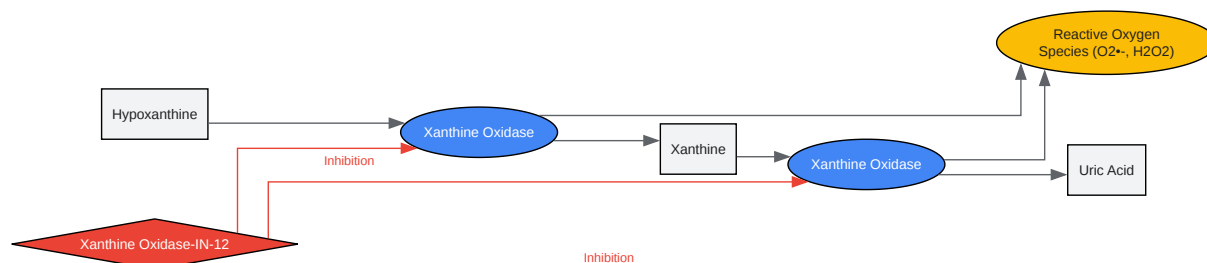 Reactive Oxygen
Species (O2•-, H2O2)
Hypoxanthine
Xanthine Oxidase
Xanthine
Inhibition
Xanthine Oxidase
Uric Acid
Xanthine Oxidase-IN-12
Inhibition